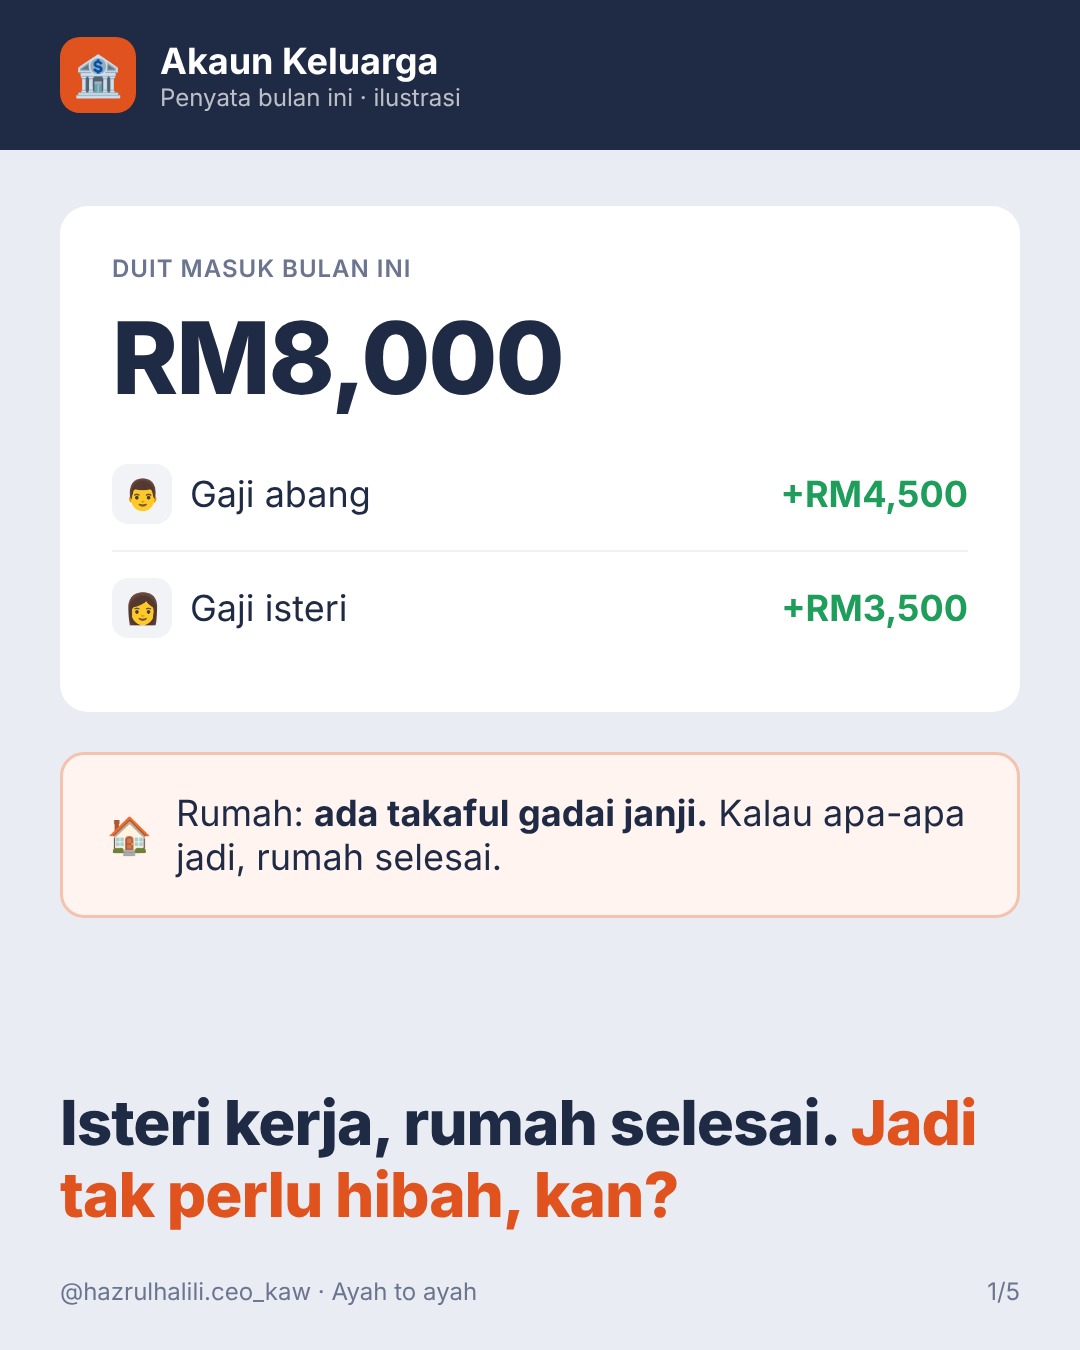 Akaun Keluarga
Penyata bulan ini · ilustrasi
DUIT MASUK BULAN INI
RM8,000
Gaji abang +RM4,500
Gaji isteri +RM3,500
Rumah: ada takaful gadai janji. Kalau apa-apa
jadi, rumah selesai.
Isteri kerja, rumah selesai. Jadi
tak perlu hibah, kan?
@hazrulhalili.ceo_kaw · Ayah to ayah 1/5